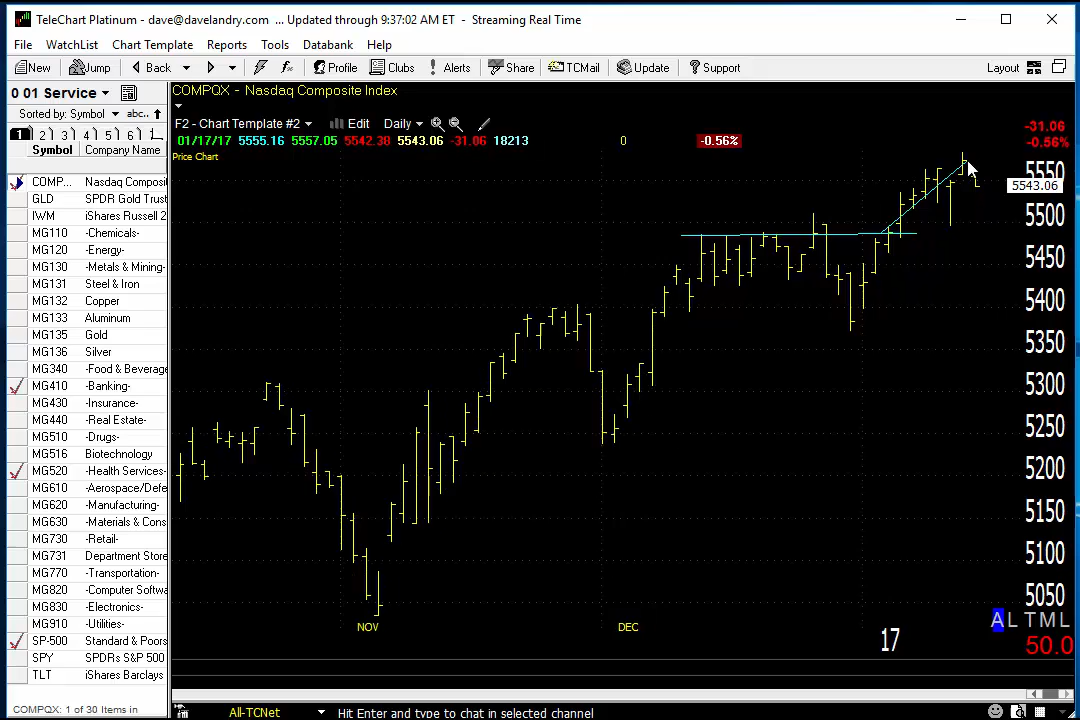 TeleChart Platinum - dave@davelandry.com ... Updated through 9:37:02 AM ET - Streaming Real Time
File WatchList Chart Template Reports Tools Databank Help
New Jump Back Profile Clubs Alerts Share TCMail Update Support Layout
0 01 Service
Sorted by: Symbol abc..
1 2 3 4 5 6 1
Symbol Company Name
COMP... Nasdaq Composit
GLD SPDR Gold Trust
IWM iShares Russell 2
MG110 -Chemicals-
MG120 -Energy-
MG130 -Metals & Mining-
MG131 Steel & Iron
MG132 Copper
MG133 Aluminum
MG135 Gold
MG136 Silver
MG340 -Food & Beverage
MG410 -Banking-
MG430 -Insurance-
MG440 -Real Estate-
MG510 -Drugs-
MG516 Biotechnology
MG520 -Health Services-
MG610 -Aerospace/Defe
MG620 -Manufacturing-
MG630 -Materials & Cons
MG730 -Retail-
MG731 Department Store
MG770 -Transportation-
MG820 -Computer Softwa
MG830 -Electronics-
MG910 -Utilities-
SP-500 Standard & Poors
SPY SPDRs S&P 500
TLT iShares Barclays
COMPQX: 1 of 30 Items in
COMPQX - Nasdaq Composite Index
F2 - Chart Template #2 Edit Daily
01/17/17 5555.16 5557.05 5542.38 5543.06 -31.06 18213 0 -0.56%
Price Chart
-31.06
-0.56%
5550
5543.06
5500
5450
5400
5350
5300
5250
5200
5150
5100
5050
A L T M L
50.0
NOV DEC 17
All-TCNet Hit Enter and type to chat in selected channel